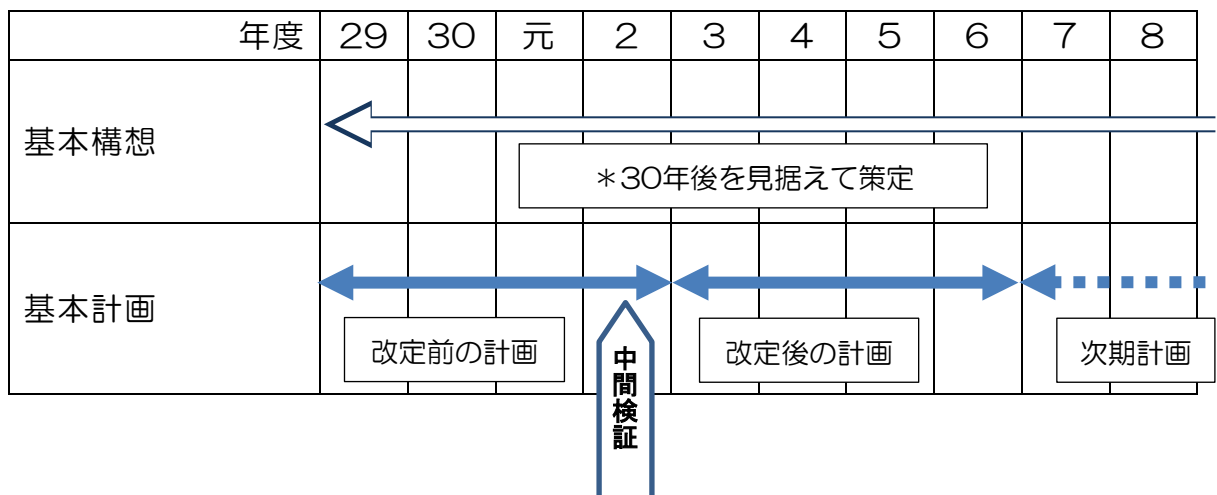 年度 29 30 元 2 3 4 5 6 7 8
基本構想
*30年後を見据えて策定
基本計画
改定前の計画 改定後の計画 次期計画
中間検証